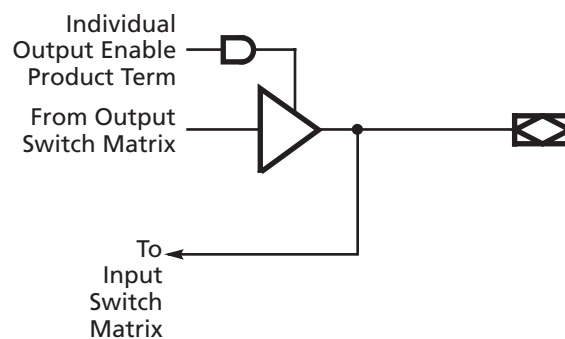 Individual
Output Enable
Product Term
From Output
Switch Matrix
To
Input
Switch
Matrix